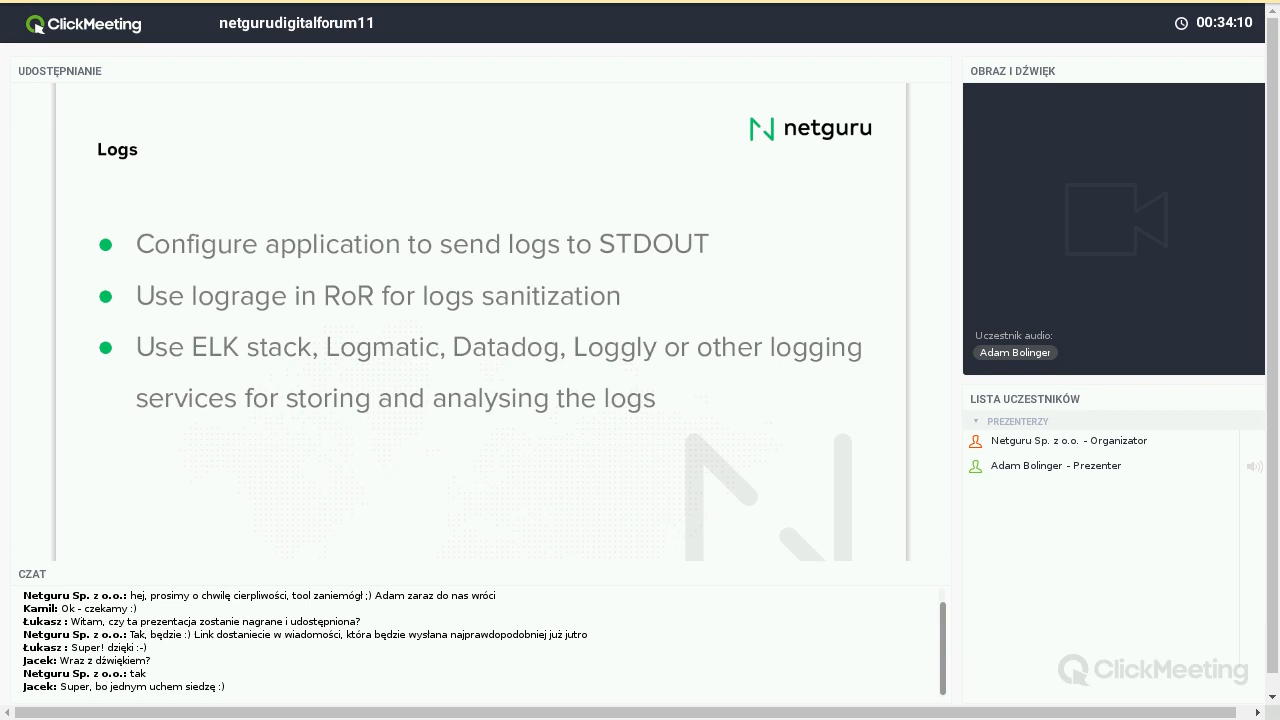 ClickMeeting
netgurudigitalforum11
00:34:10
UDOSTĘPNIANIE
netguru
Logs
Configure application to send logs to STDOUT
Use lograge in RoR for logs sanitization
Use ELK stack, Logmatic, Datadog, Loggly or other logging
services for storing and analysing the logs
CZAT
Netguru Sp. z o.o.: hej, prosimy o chwilę cierpliwości, tool zaniemógł ;) Adam zaraz do nas wróci
Kamil: Ok - czekamy :)
Łukasz : Witam, czy ta prezentacja zostanie nagrane i udostępniona?
Netguru Sp. z o.o.: Tak, będzie :) Link dostaniecie w wiadomości, która będzie wysłana najprawdopodobniej już jutro
Łukasz : Super! dzięki :-)
Jacek: Wraz z dźwiękiem?
Netguru Sp. z o.o.: tak
Jacek: Super, bo jednym uchem siedzę :)
OBRAZ I DŹWIĘK
Uczestnik audio:
Adam Bolinger
LISTA UCZESTNIKÓW
PREZENTERZY
Netguru Sp. z o.o. - Organizator
Adam Bolinger - Prezenter
ClickMeeting